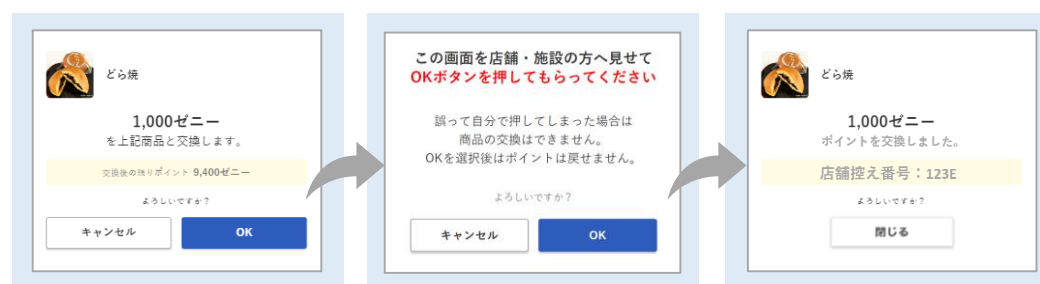 どら焼
1,000ゼニー
を上記商品と交換します。
交換後の残りポイント 9,400ゼニー
よろしいですか？
キャンセル
OK
この画面を店舗・施設の方へ見せて
OKボタンを押してもらってください
誤って自分で押してしまった場合は
商品の交換はできません。
OKを選択後はポイントは戻せません。
よろしいですか？
キャンセル
OK
どら焼
1,000ゼニー
ポイントを交換しました。
店舗控え番号：123E
よろしいですか？
閉じる